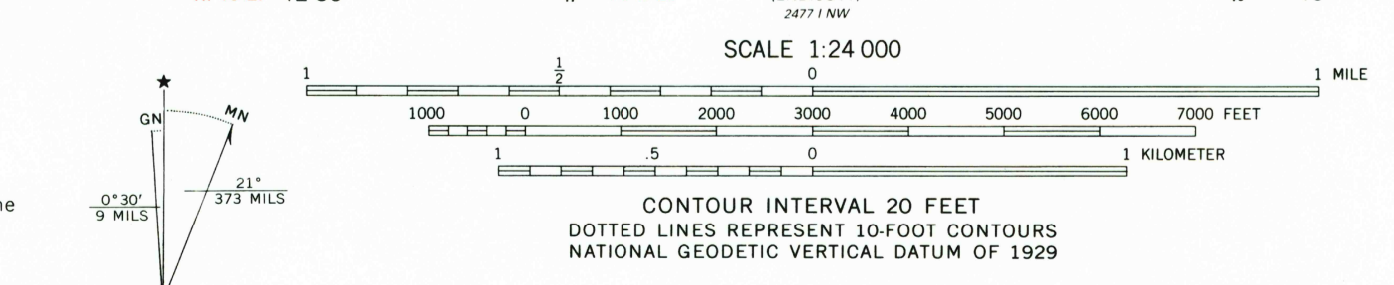 2477 I NW
SCALE 1:24 000
1 1/2 0 1 MILE
1000 0 1000 2000 3000 4000 5000 6000 7000 FEET
1 .5 0 1 KILOMETER
CONTOUR INTERVAL 20 FEET
DOTTED LINES REPRESENT 10-FOOT CONTOURS
NATIONAL GEODETIC VERTICAL DATUM OF 1929
★
GN MN
0°30′
9 MILS
21°
373 MILS